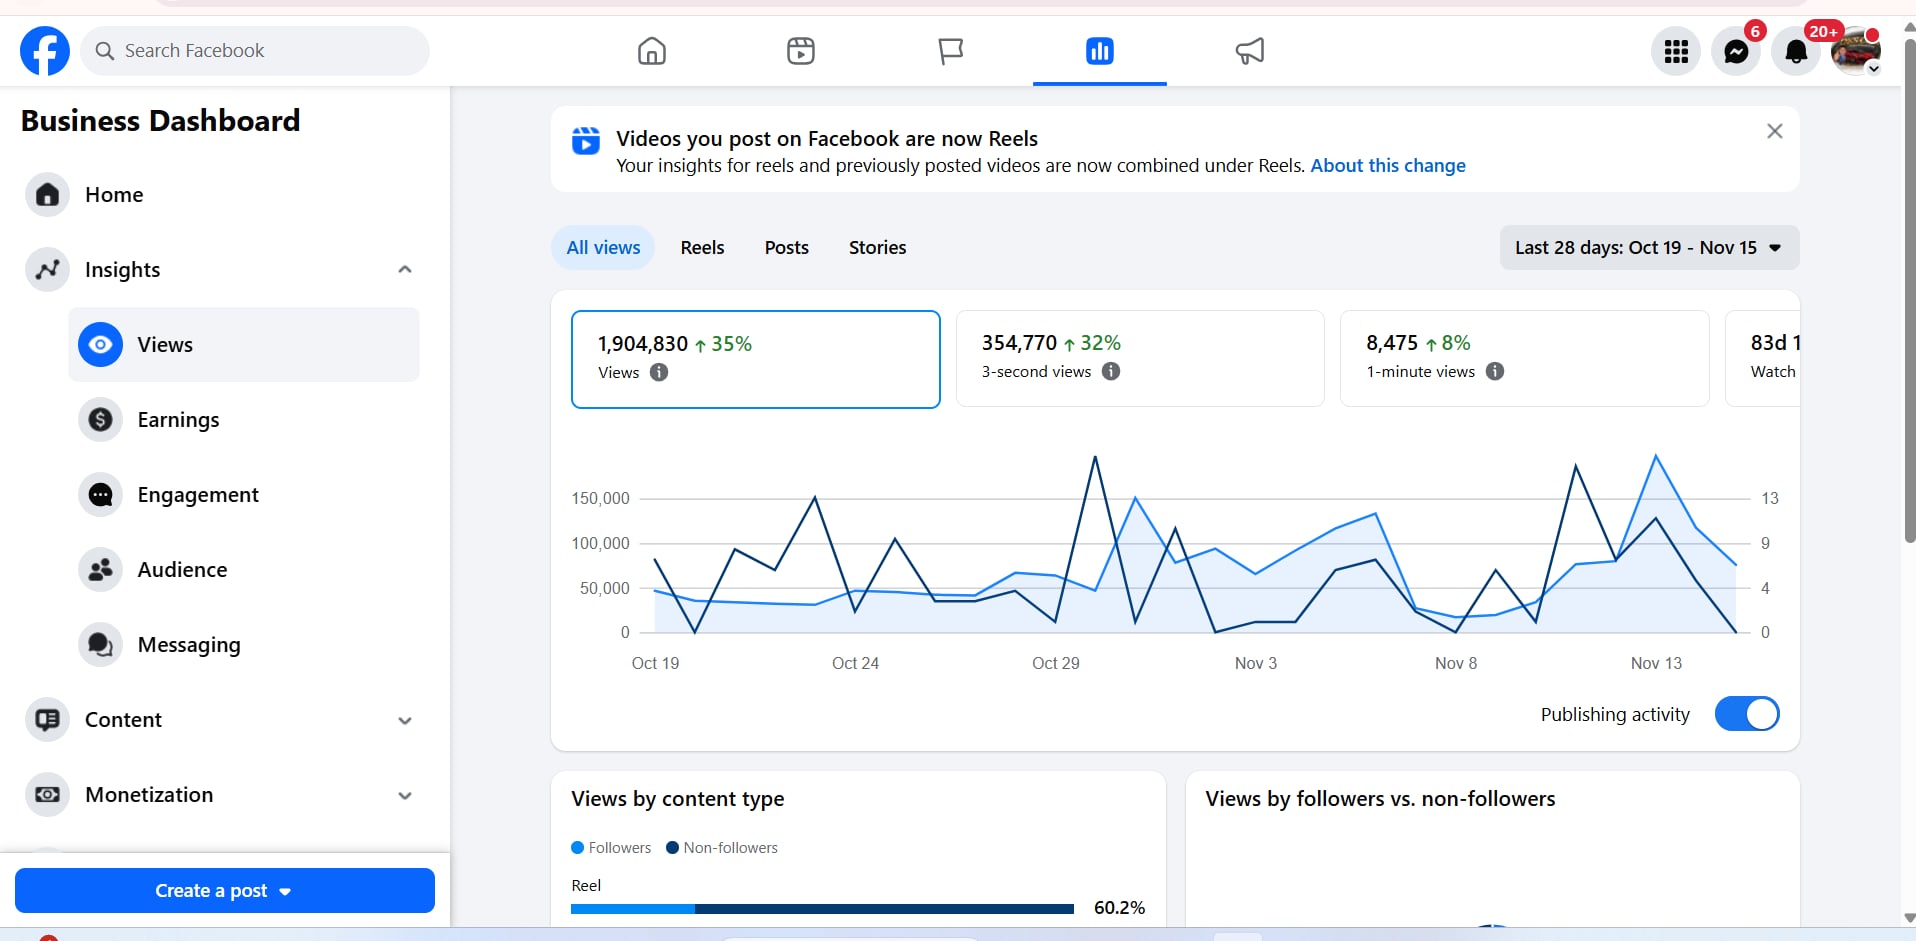 Search Facebook
6
20+
Business Dashboard
Home
Insights
Views
Earnings
Engagement
Audience
Messaging
Content
Monetization
Create a post
Videos you post on Facebook are now Reels
Your insights for reels and previously posted videos are now combined under Reels. About this change
All views Reels Posts Stories
Last 28 days: Oct 19 - Nov 15
1,904,830 ↑ 35%
Views
354,770 ↑ 32%
3-second views
8,475 ↑ 8%
1-minute views
83d 1
Watch
150,000 13
100,000 9
50,000 4
0 0
Oct 19 Oct 24 Oct 29 Nov 3 Nov 8 Nov 13
Publishing activity
Views by content type
Followers Non-followers
Reel
60.2%
Views by followers vs. non-followers